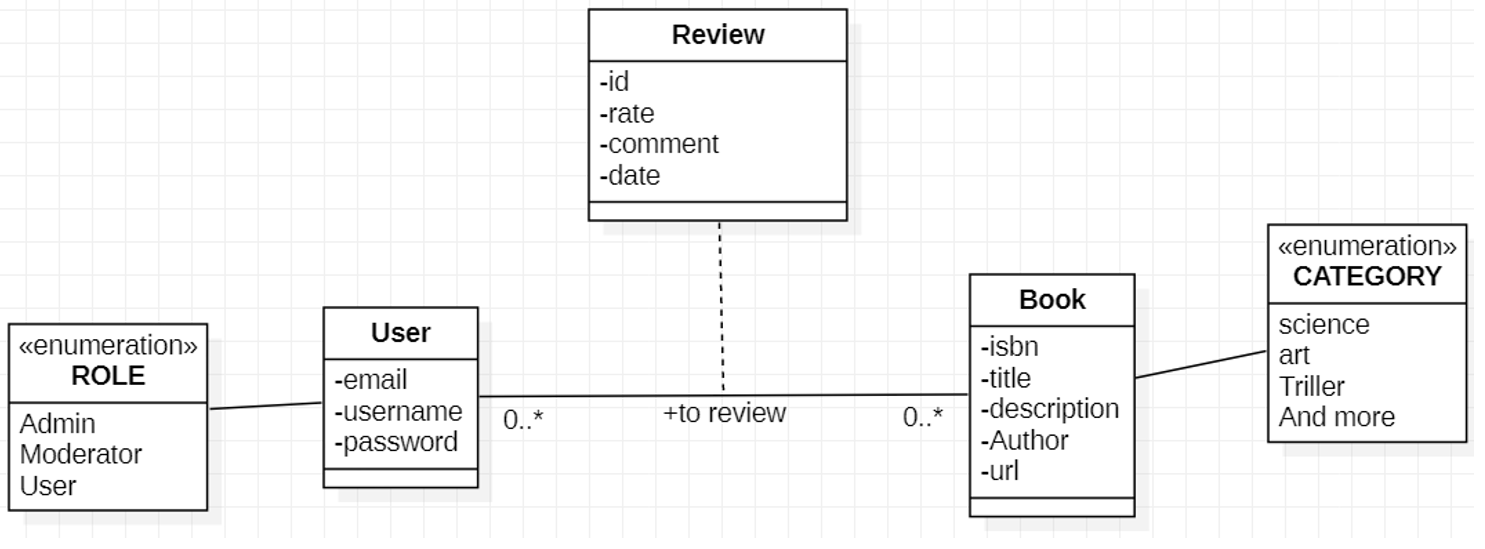 Review
-id
-rate
-comment
-date
«enumeration»
ROLE
Admin
Moderator
User
User
-email
-username
-password
0..*
+to review
0..*
Book
-isbn
-title
-description
-Author
-url
«enumeration»
CATEGORY
science
art
Triller
And more